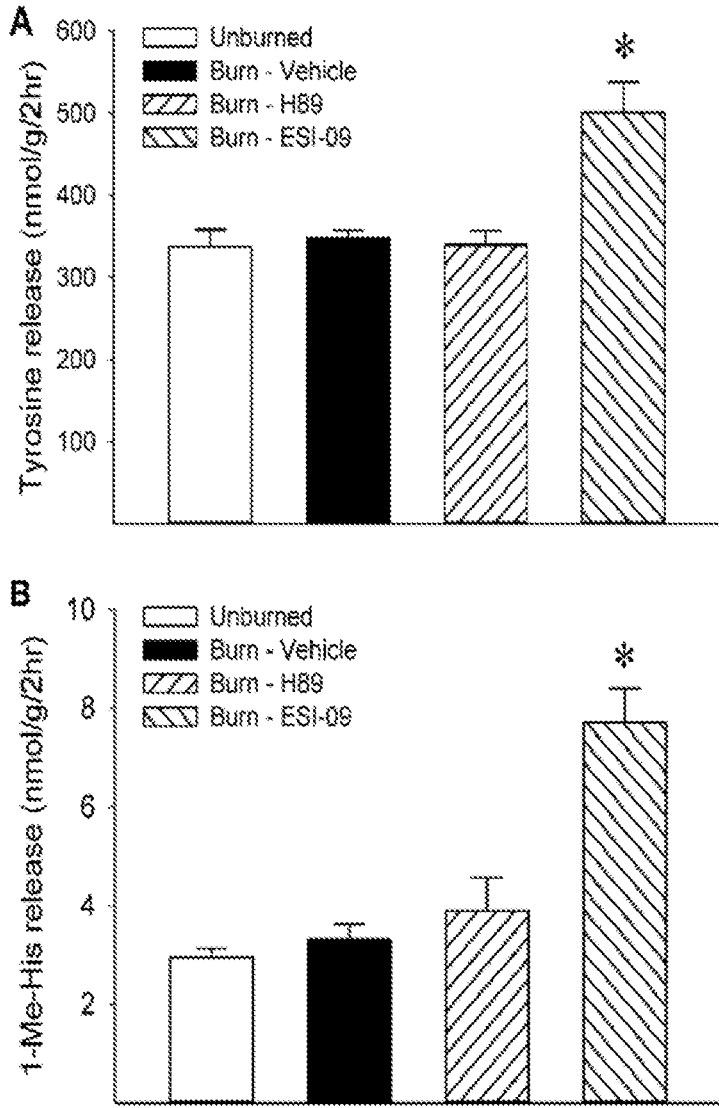 A
Tyrosine release (nmol/g/2hr)
600
500
400
300
200
100
Unburned
Burn - Vehicle
Burn - H89
Burn - ESI-09
*
B
1-Me-His release (nmol/g/2hr)
10
8
6
4
2
Unburned
Burn - Vehicle
Burn - H89
Burn - ESI-09
*